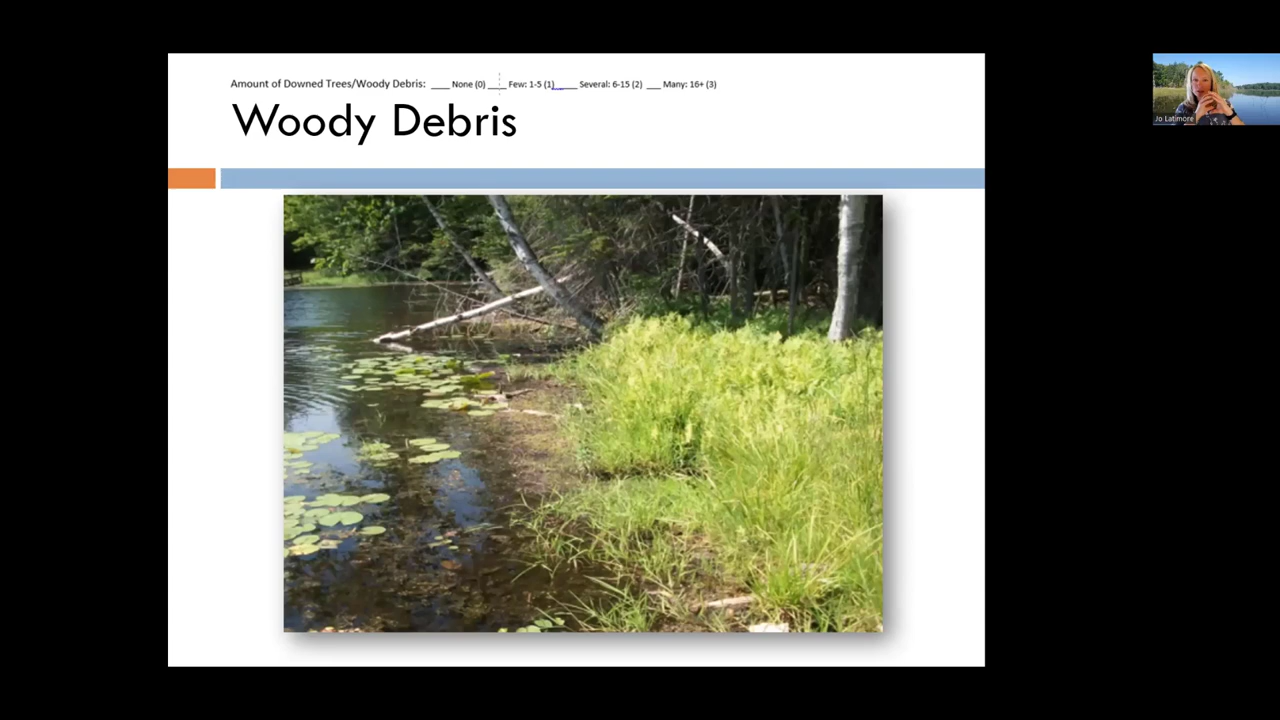 Amount of Downed Trees/Woody Debris: ____ None (0) ____ Few: 1-5 (1)_____ Several: 6-15 (2) ___ Many: 16+ (3)
Woody Debris
Jo Latimore